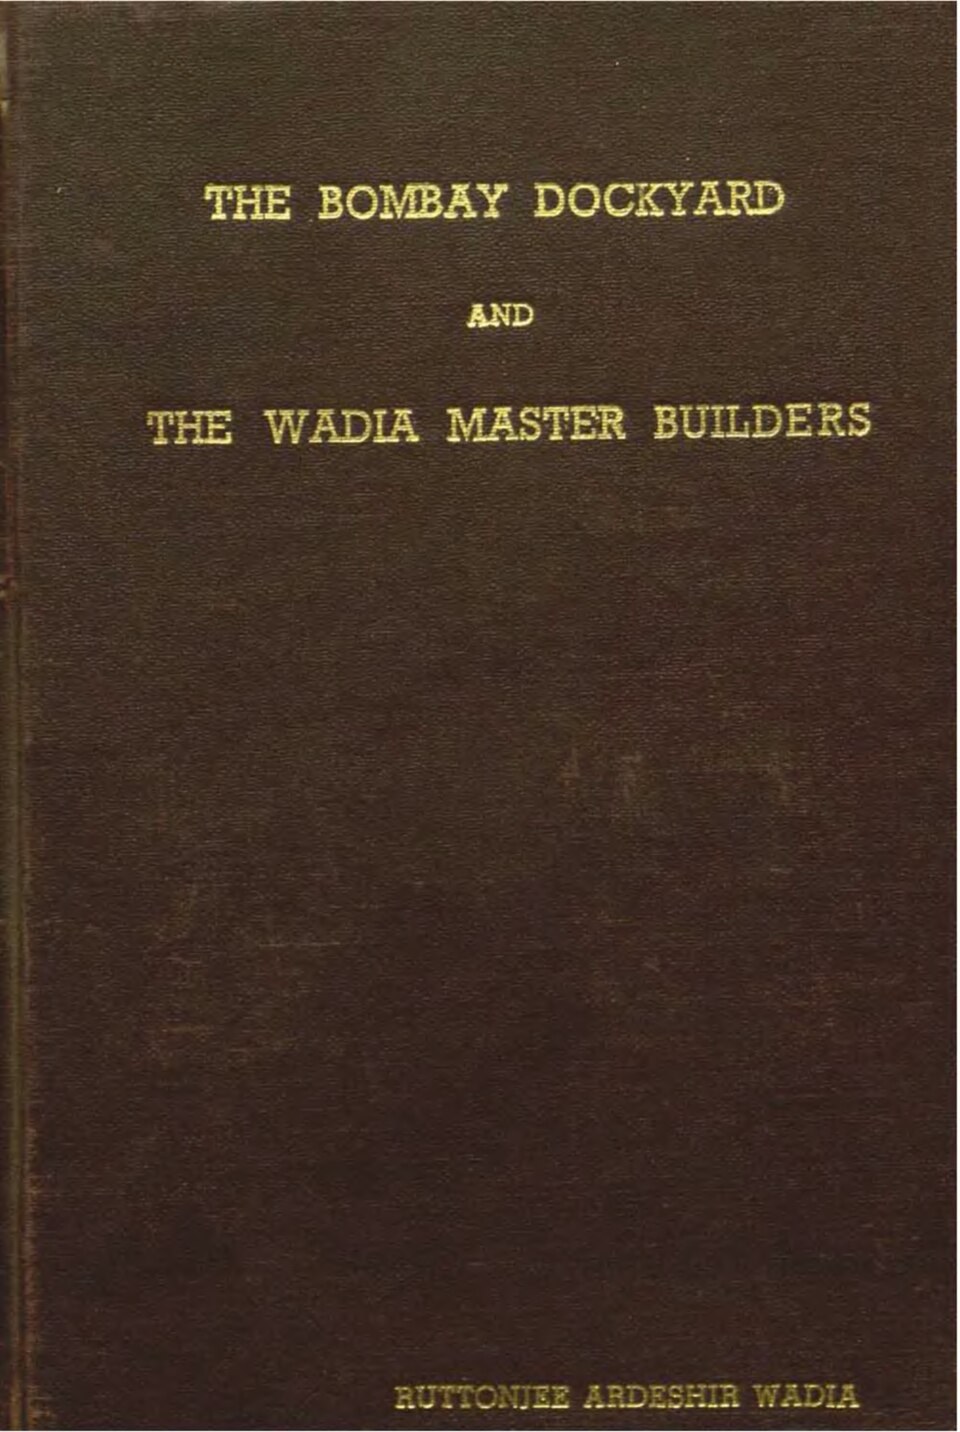 THE BOMBAY DOCKYARD
AND
THE WADIA MASTER BUILDERS
RUTTONJEE ARDESHIR WADIA